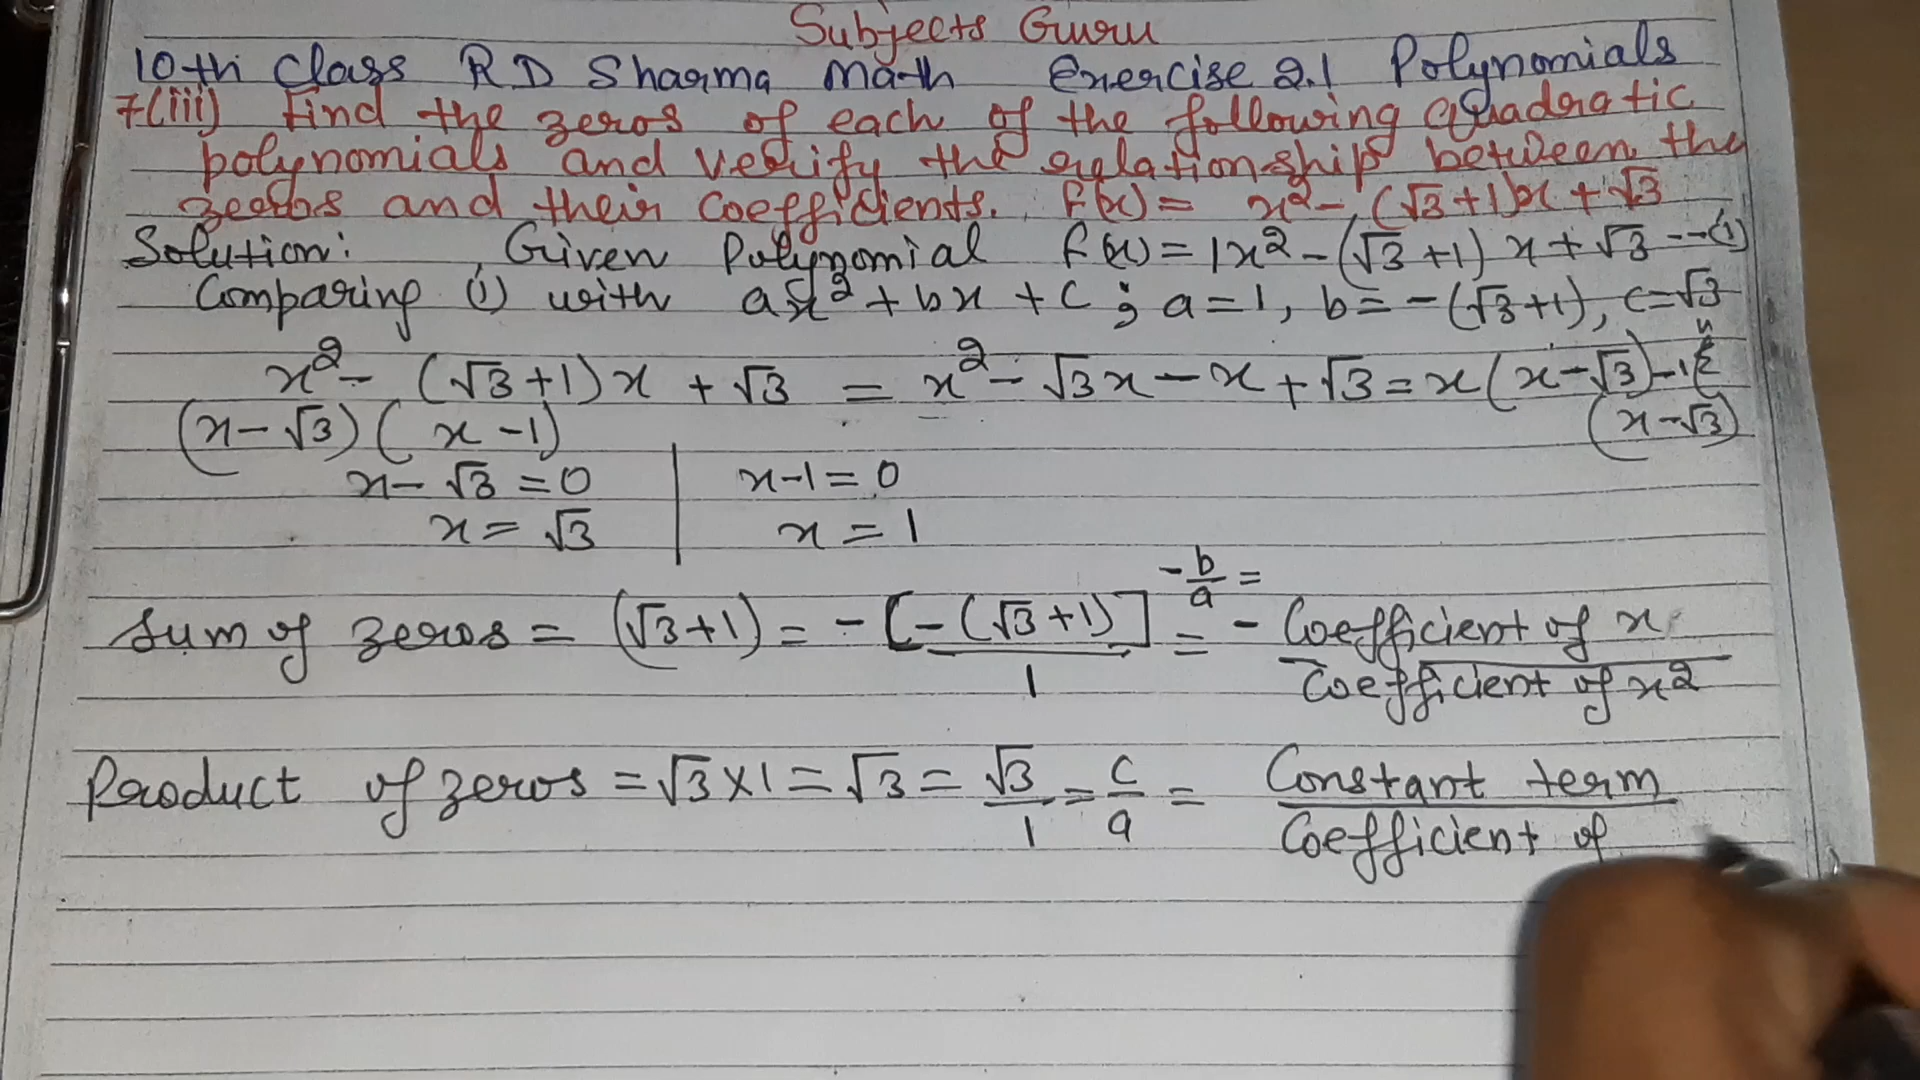 Subjects Guru
10th Class RD Sharma Math Exercise 2.1 Polynomials
7(iii) Find the zeros of each of the following quadratic
polynomials and verify the relationship between the
zeros and their coefficients. f(x) = x² - (√3+1)x + √3
Solution: Given Polynomial f(x) = 1x² - (√3+1)x + √3 --(1)
Comparing (1) with ax² + bx + c ; a=1, b= -(√3+1), c=√3
x² - (√3+1)x + √3 = x² - √3x - x + √3 = x(x-√3) -1
(x-√3)
(x-√3)(x-1)
x-√3 = 0 | x-1 = 0
x = √3 | x = 1
Sum of zeros = (√3+1) = -[-(√3+1)]/1 = -b/a = - Coefficient of x / Coefficient of x²
Product of zeros = √3×1 = √3 = √3/1 = c/a = Constant term / Coefficient of